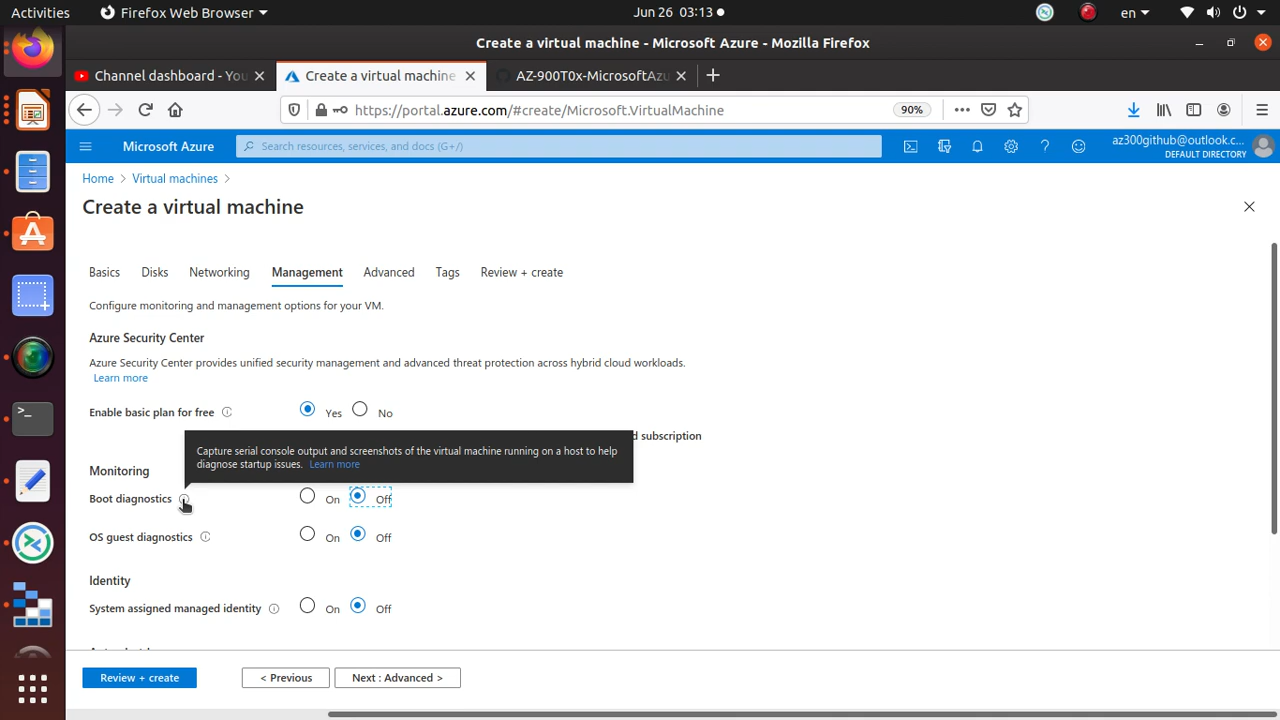 Activities
Firefox Web Browser
Jun 26 03:13
en
Create a virtual machine - Microsoft Azure - Mozilla Firefox
Channel dashboard - You
Create a virtual machine
AZ-900T0x-MicrosoftAzu
https://portal.azure.com/#create/Microsoft.VirtualMachine
90%
Microsoft Azure
Search resources, services, and docs (G+/)
az300github@outlook.c...
DEFAULT DIRECTORY
Home > Virtual machines >
Create a virtual machine
Basics
Disks
Networking
Management
Advanced
Tags
Review + create
Configure monitoring and management options for your VM.
Azure Security Center
Azure Security Center provides unified security management and advanced threat protection across hybrid cloud workloads.
Learn more
Enable basic plan for free
Yes
No
d subscription
Capture serial console output and screenshots of the virtual machine running on a host to help
diagnose startup issues. Learn more
Monitoring
Boot diagnostics
On
Off
OS guest diagnostics
On
Off
Identity
System assigned managed identity
On
Off
Review + create
< Previous
Next : Advanced >